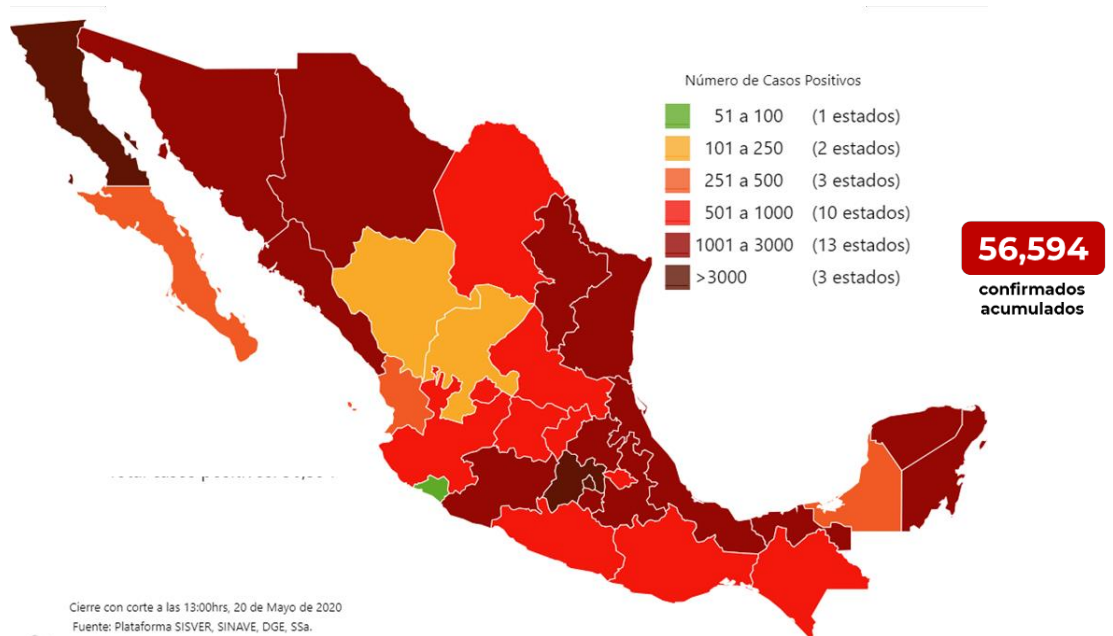 Número de Casos Positivos
51 a 100 (1 estados)
101 a 250 (2 estados)
251 a 500 (3 estados)
501 a 1000 (10 estados)
1001 a 3000 (13 estados)
>3000 (3 estados)
56,594
confirmados
acumulados
Cierre con corte a las 13:00hrs, 20 de Mayo de 2020
Fuente: Plataforma SISVER, SINAVE, DGE, SSa.